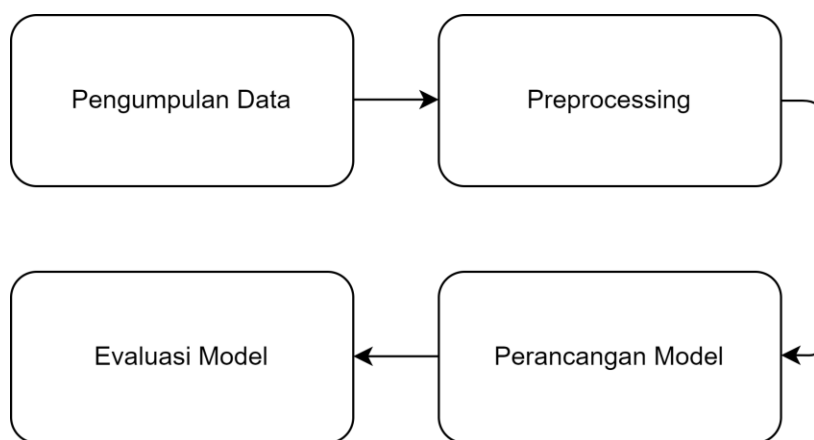 Pengumpulan Data
Preprocessing
Perancangan Model
Evaluasi Model